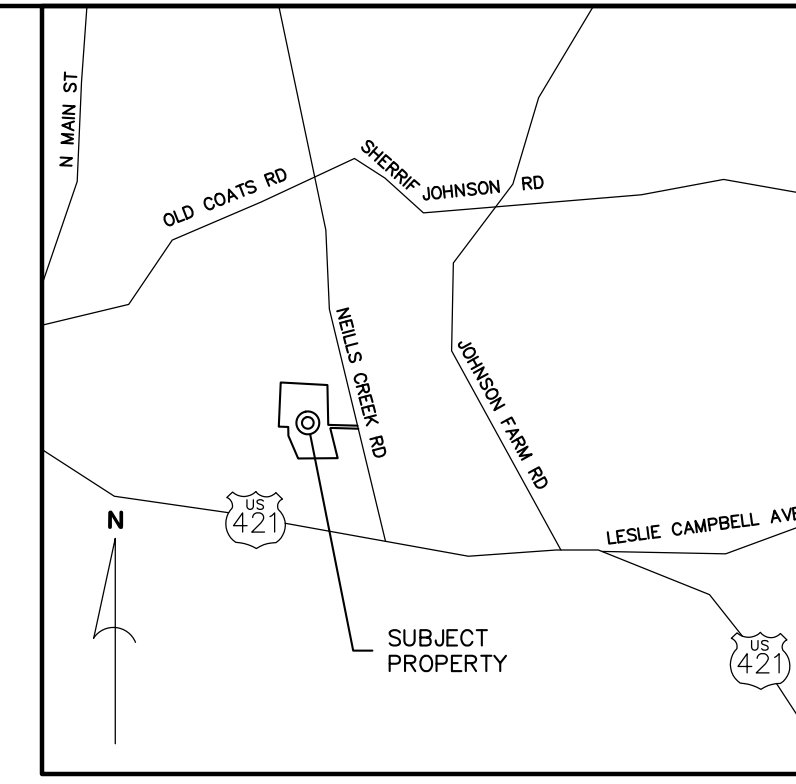 N MAIN ST
OLD COATS RD
SHERRIF JOHNSON RD
NEILLS CREEK RD
JOHNSON FARM RD
N
US
421
LESLIE CAMPBELL AVE
SUBJECT
PROPERTY
US
421